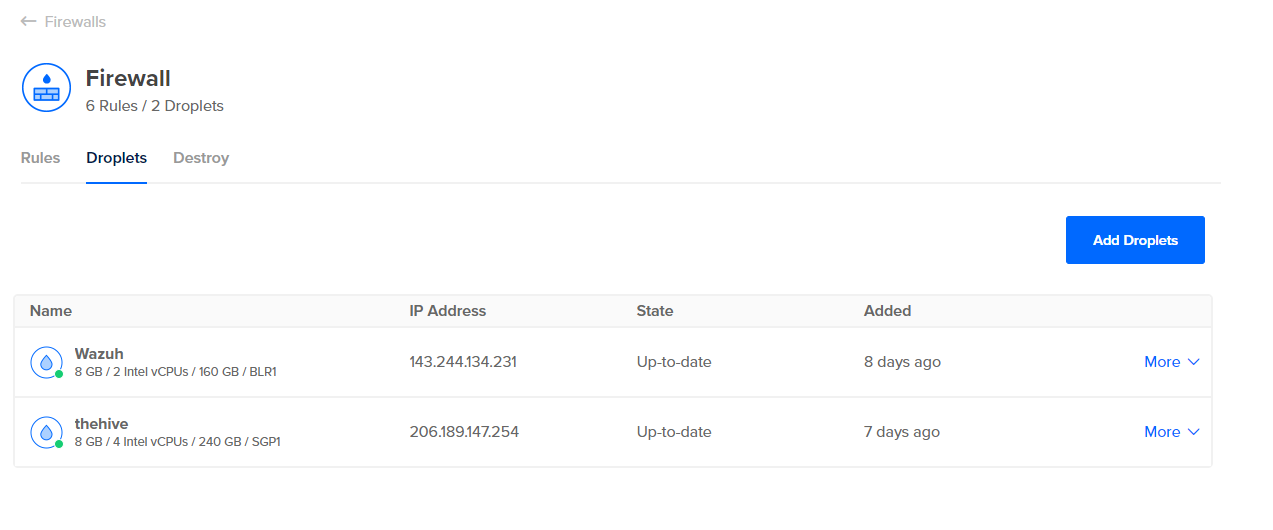 ← Firewalls
Firewall
6 Rules / 2 Droplets
Rules Droplets Destroy
Add Droplets
Name IP Address State Added
Wazuh
8 GB / 2 Intel vCPUs / 160 GB / BLR1
143.244.134.231 Up-to-date 8 days ago More
thehive
8 GB / 4 Intel vCPUs / 240 GB / SGP1
206.189.147.254 Up-to-date 7 days ago More